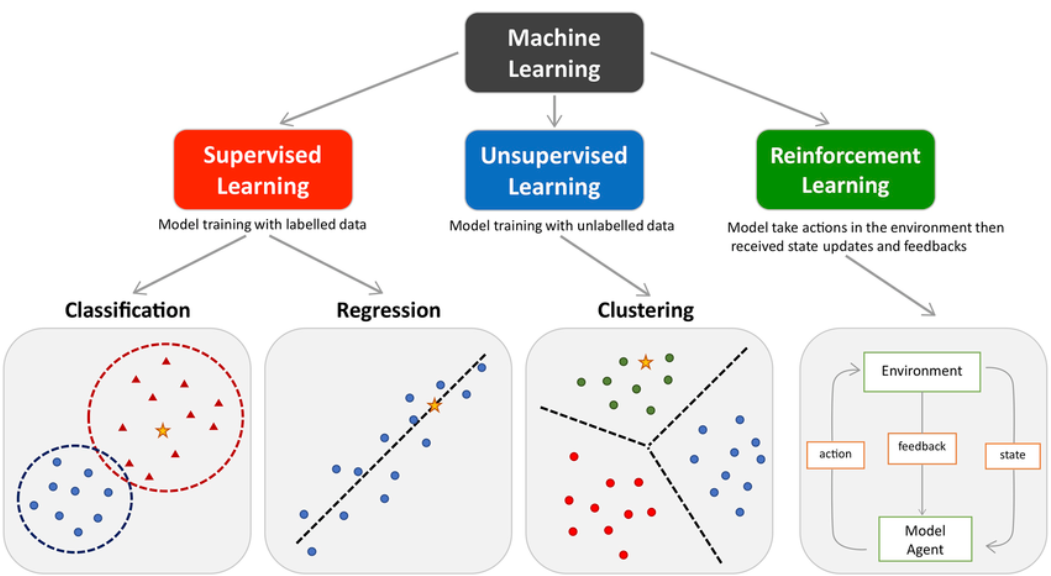 Machine
Learning
Supervised
Learning
Unsupervised
Learning
Reinforcement
Learning
Model training with labelled data
Model training with unlabelled data
Model take actions in the environment then
received state updates and feedbacks
Classification
Regression
Clustering
Environment
action
feedback
state
Model
Agent